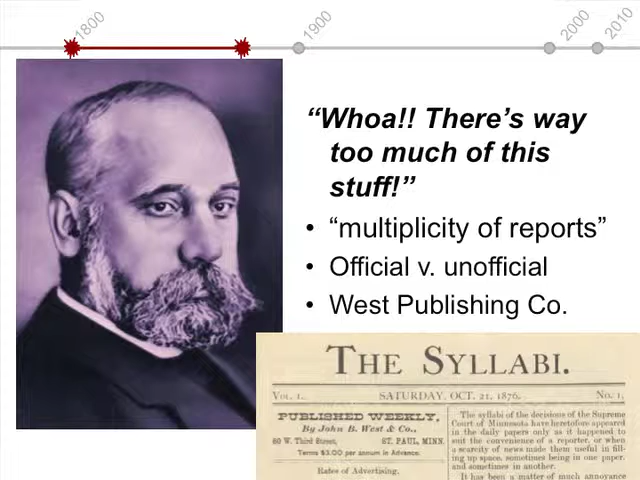 1800
1900
2000
2010
“Whoa!! There’s way
too much of this
stuff!”
• “multiplicity of reports”
• Official v. unofficial
• West Publishing Co.
THE SYLLABI.
VOL. 1. SATURDAY, OCT. 21, 1876. No. 1.
PUBLISHED WEEKLY,
By John B. West & Co.,
60 W. Third Street, ST. PAUL, MINN.
Terms $3.00 per annum in Advance.
Rates of Advertising.
The syllabi of the decisions of the Supreme
Court of Minnesota have heretofore appeared
in the daily papers only as it happened to
suit the convenience of a reporter, or when
a scarcity of news made them useful in fill-
ing up space, sometimes being in one paper,
and sometimes in another.
It has been a matter of much annoyance